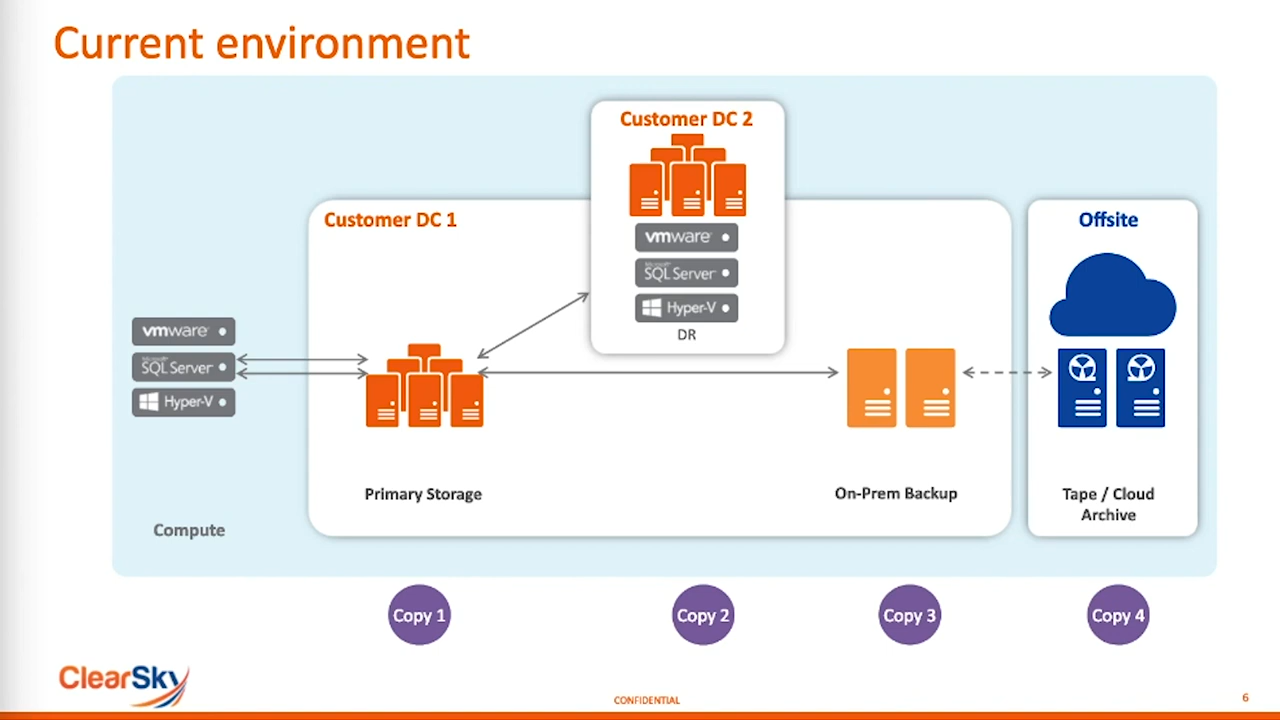 Current environment
Customer DC 2
vmware
Microsoft
SQL Server
Hyper-V
DR
Customer DC 1
Offsite
vmware
Microsoft
SQL Server
Hyper-V
Primary Storage
On-Prem Backup
Tape / Cloud
Archive
Compute
Copy 1
Copy 2
Copy 3
Copy 4
ClearSky
CONFIDENTIAL
6